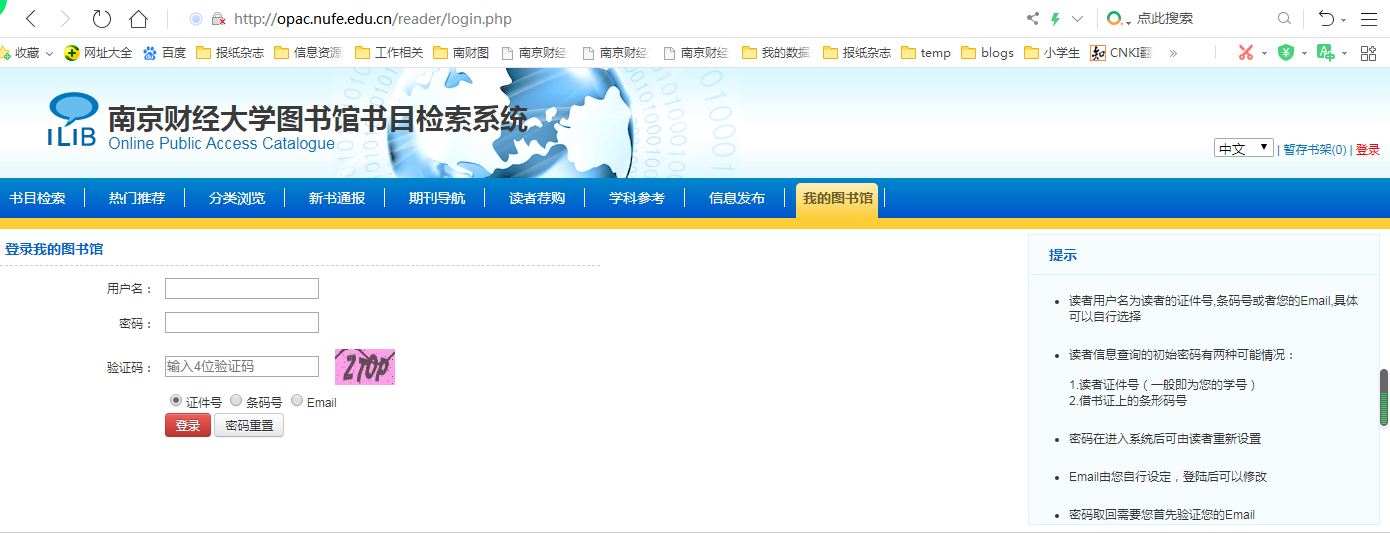 http://opac.nufe.edu.cn/reader/login.php
点此搜索
收藏 网址大全 百度 报纸杂志 信息资源 工作相关 南财图 南京财经 南京财经 南京财经 我的数据 报纸杂志 temp blogs 小学生 知 CNKI翻 »
ILIB
南京财经大学图书馆书目检索系统
Online Public Access Catalogue
中文 | 暂存书架(0) | 登录
书目检索 热门推荐 分类浏览 新书通报 期刊导航 读者荐购 学科参考 信息发布 我的图书馆
登录我的图书馆
用户名：
密码：
验证码： 输入4位验证码 2TOP
证件号 条码号 Email
登录 密码重置
提示
读者用户名为读者的证件号,条码号或者您的Email,具体
可以自行选择
读者信息查询的初始密码有两种可能情况：
1.读者证件号（一般即为您的学号）
2.借书证上的条形码号
密码在进入系统后可由读者重新设置
Email由您自行设定，登陆后可以修改
密码取回需要您首先验证您的Email